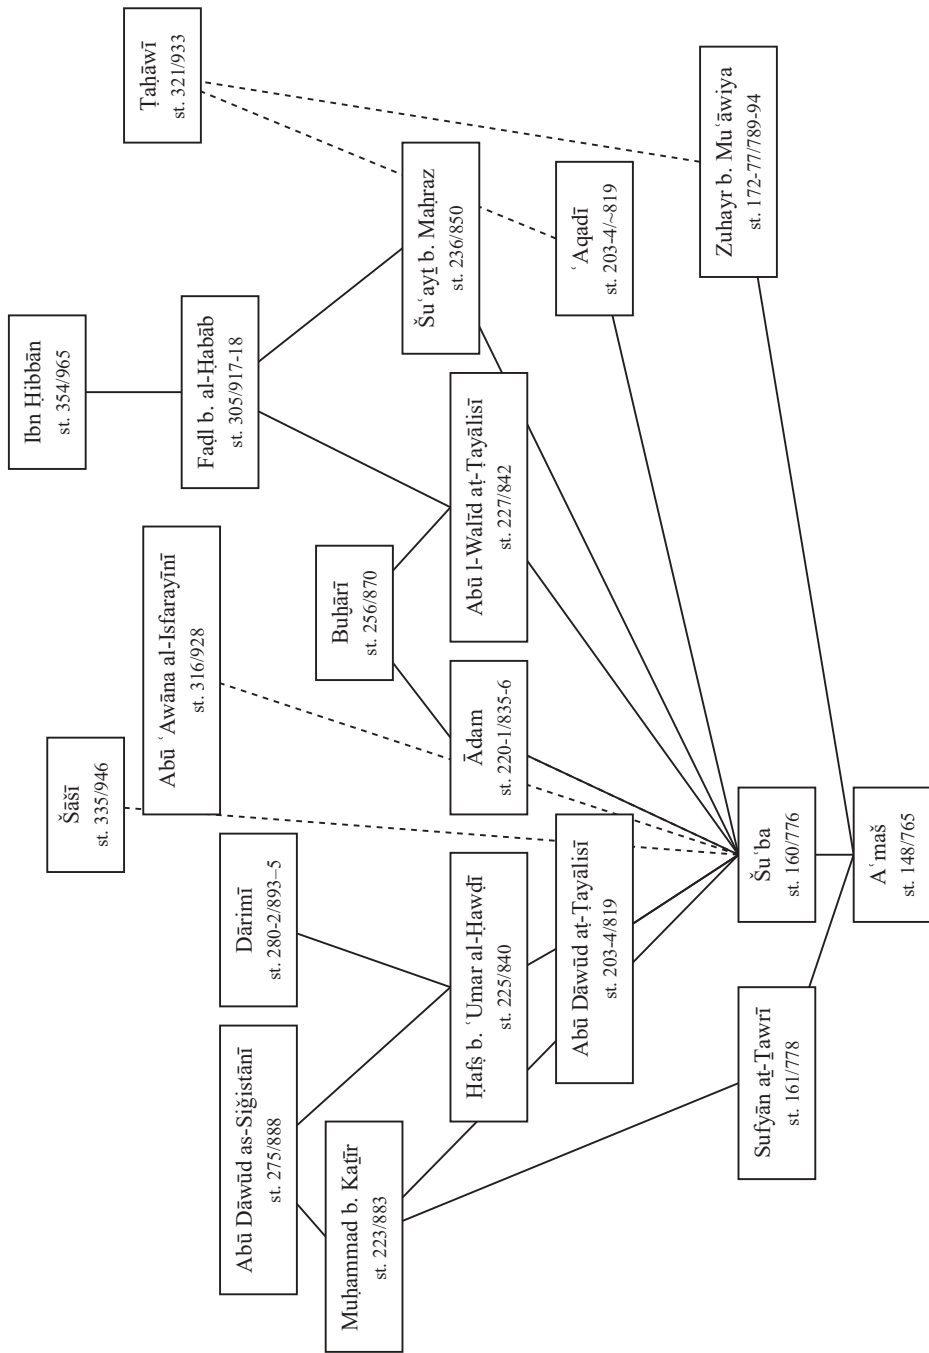 Ibn Ḥibbān
st. 354/965
Šāšī
st. 335/946
Ṭaḥāwī
st. 321/933
Abū ʿAwāna al-Isfarayīnī
st. 316/928
Faḍl b. al-Ḥabāb
st. 305/917-18
Abū Dāwūd as-Siǧistānī
st. 275/888
Dārimī
st. 280-2/893–5
Buḫārī
st. 256/870
Muḥammad b. Kaṯīr
st. 223/883
Šuʿayṯ b. Maḥraz
st. 236/850
Ḥafṣ b. ʿUmar al-Ḥawḍī
st. 225/840
Ādam
st. 220-1/835-6
Abū l-Walīd aṭ-Ṭayālisī
st. 227/842
Abū Dāwūd aṭ-Ṭayālisī
st. 203-4/819
ʿAqadī
st. 203-4/~819
Zuhayr b. Muʿāwiya
st. 172-77/789-94
Sufyān aṯ-Ṯawrī
st. 161/778
Šuʿba
st. 160/776
Aʿmaš
st. 148/765